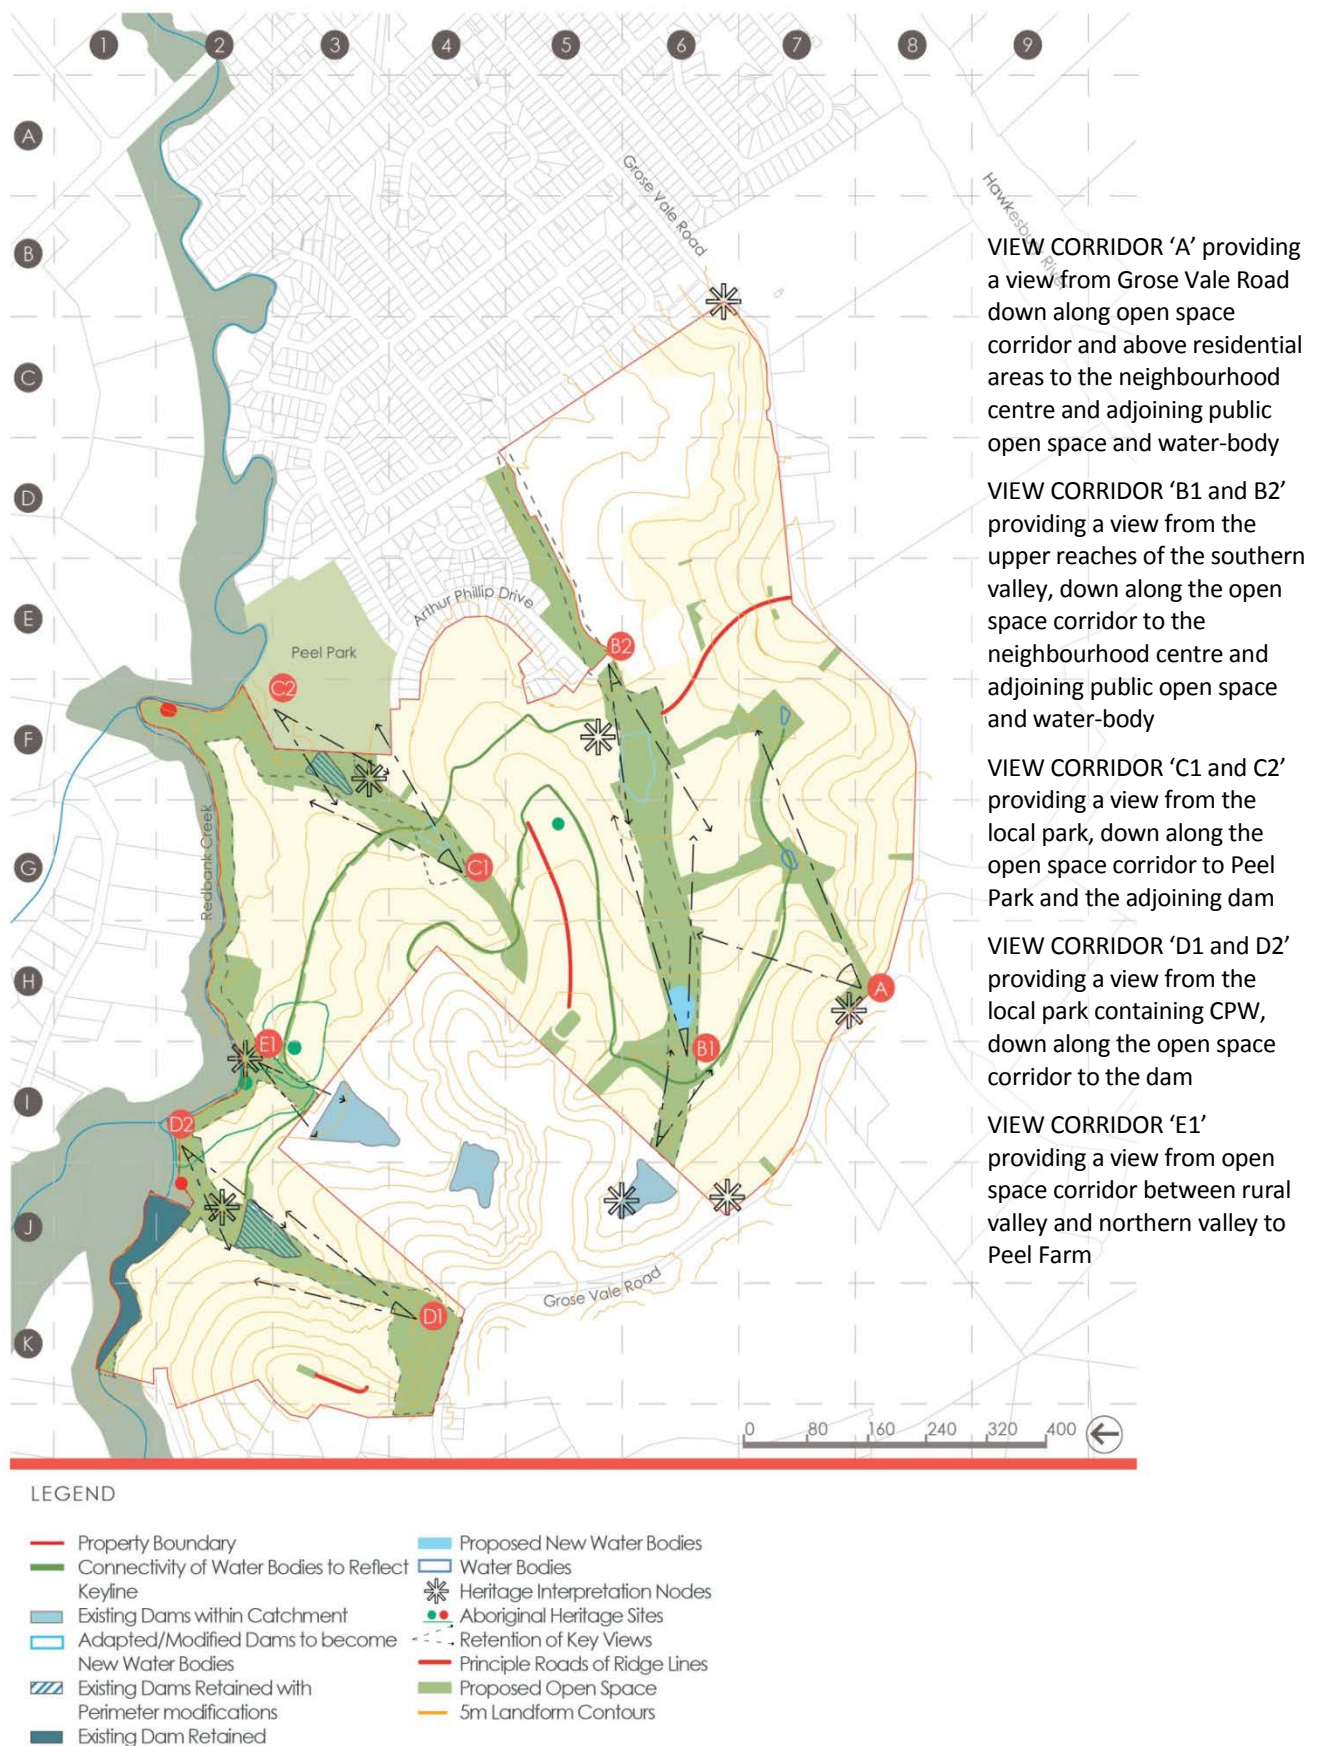 1 2 3 4 5 6 7 8 9
A
B
C
D
E
F
G
H
I
J
K
Grose Vale Road
Hawkesbury River
Arthur Phillip Drive
Peel Park
B2
C2
Redbank Creek
C1
A
E1
B1
D2
D1
Grose Vale Road
0 80 160 240 320 400
VIEW CORRIDOR ‘A’ providing
a view from Grose Vale Road
down along open space
corridor and above residential
areas to the neighbourhood
centre and adjoining public
open space and water-body
VIEW CORRIDOR ‘B1 and B2’
providing a view from the
upper reaches of the southern
valley, down along the open
space corridor to the
neighbourhood centre and
adjoining public open space
and water-body
VIEW CORRIDOR ‘C1 and C2’
providing a view from the
local park, down along the
open space corridor to Peel
Park and the adjoining dam
VIEW CORRIDOR ‘D1 and D2’
providing a view from the
local park containing CPW,
down along the open space
corridor to the dam
VIEW CORRIDOR ‘E1’
providing a view from open
space corridor between rural
valley and northern valley to
Peel Farm
LEGEND
Property Boundary
Connectivity of Water Bodies to Reflect
Keyline
Existing Dams within Catchment
Adapted/Modified Dams to become
New Water Bodies
Existing Dams Retained with
Perimeter modifications
Existing Dam Retained
Proposed New Water Bodies
Water Bodies
Heritage Interpretation Nodes
Aboriginal Heritage Sites
Retention of Key Views
Principle Roads of Ridge Lines
Proposed Open Space
5m Landform Contours